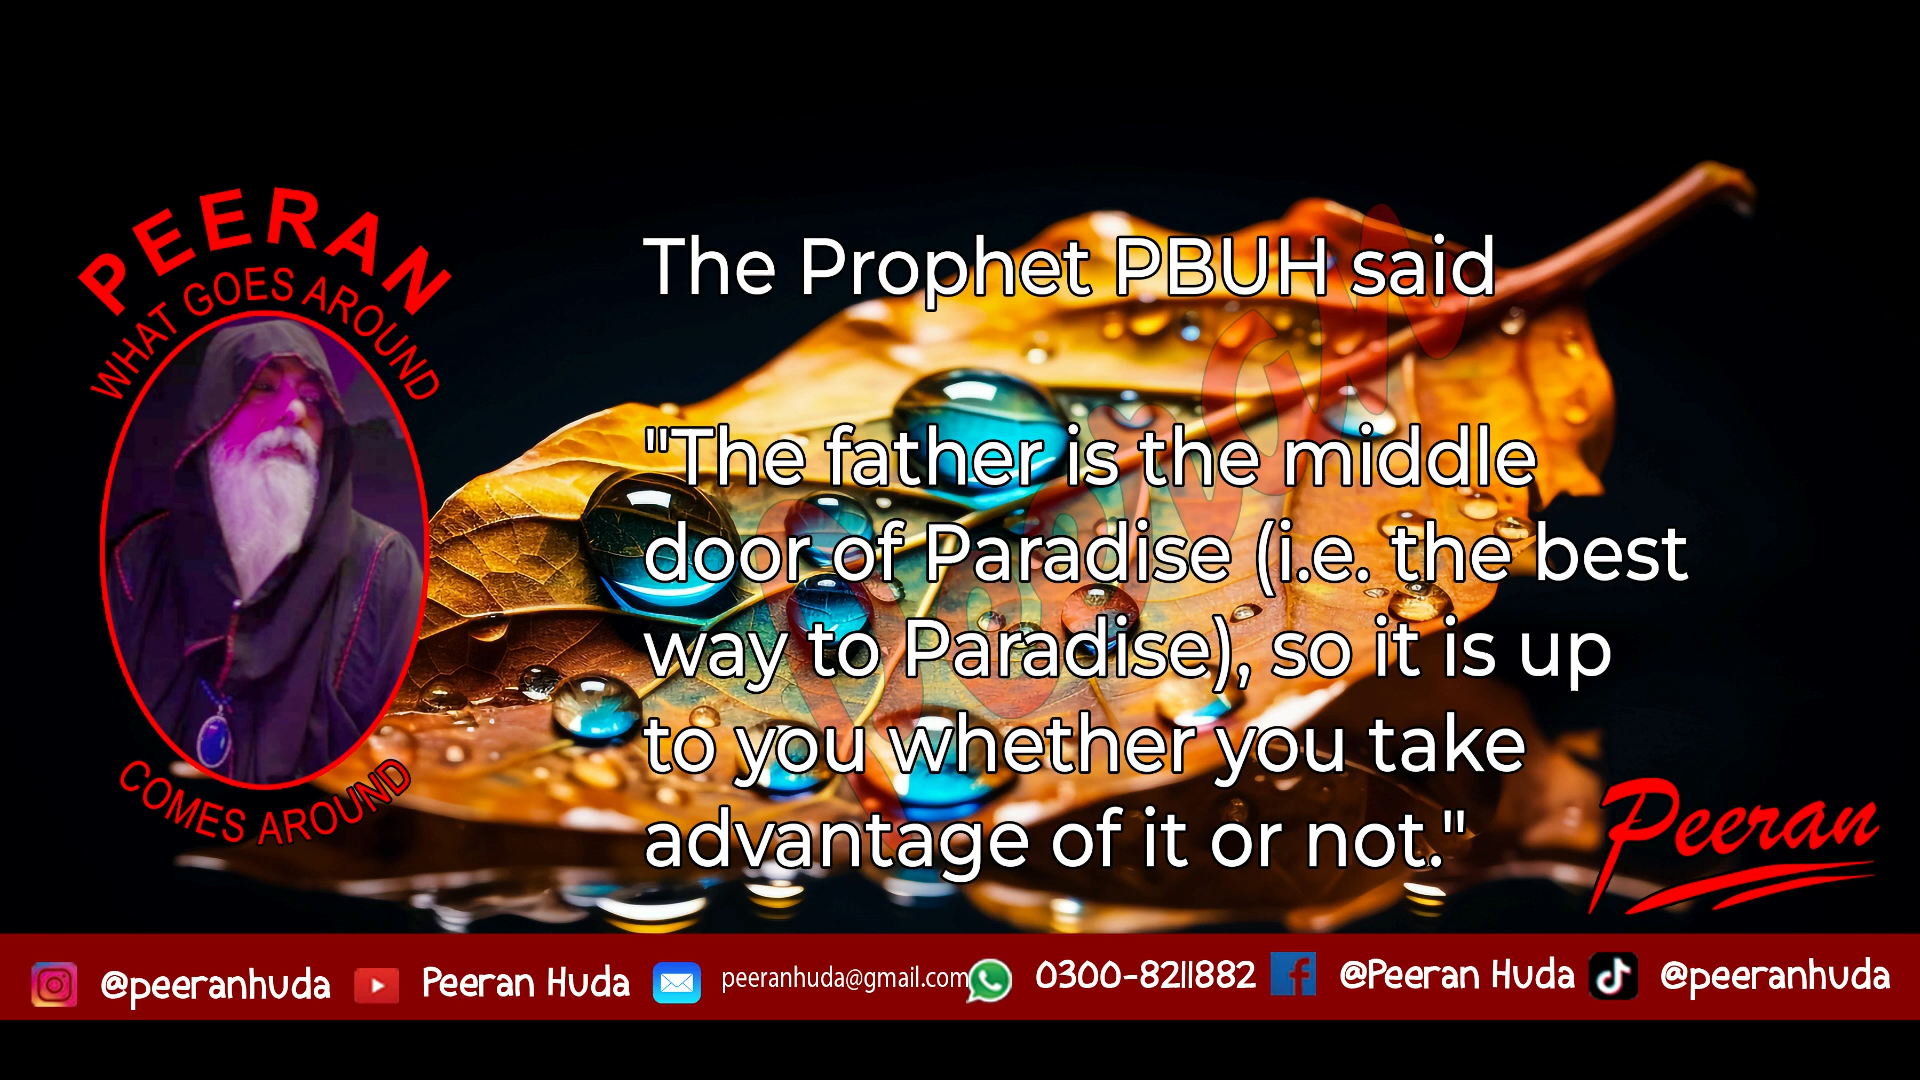 PEERAN
WHAT GOES AROUND
COMES AROUND
The Prophet PBUH said
"The father is the middle
door of Paradise (i.e. the best
way to Paradise), so it is up
to you whether you take
advantage of it or not."
Peeran
Peeran
@peeranhuda
Peeran Huda
peeranhuda@gmail.com
0300-8211882
@Peeran Huda
@peeranhuda